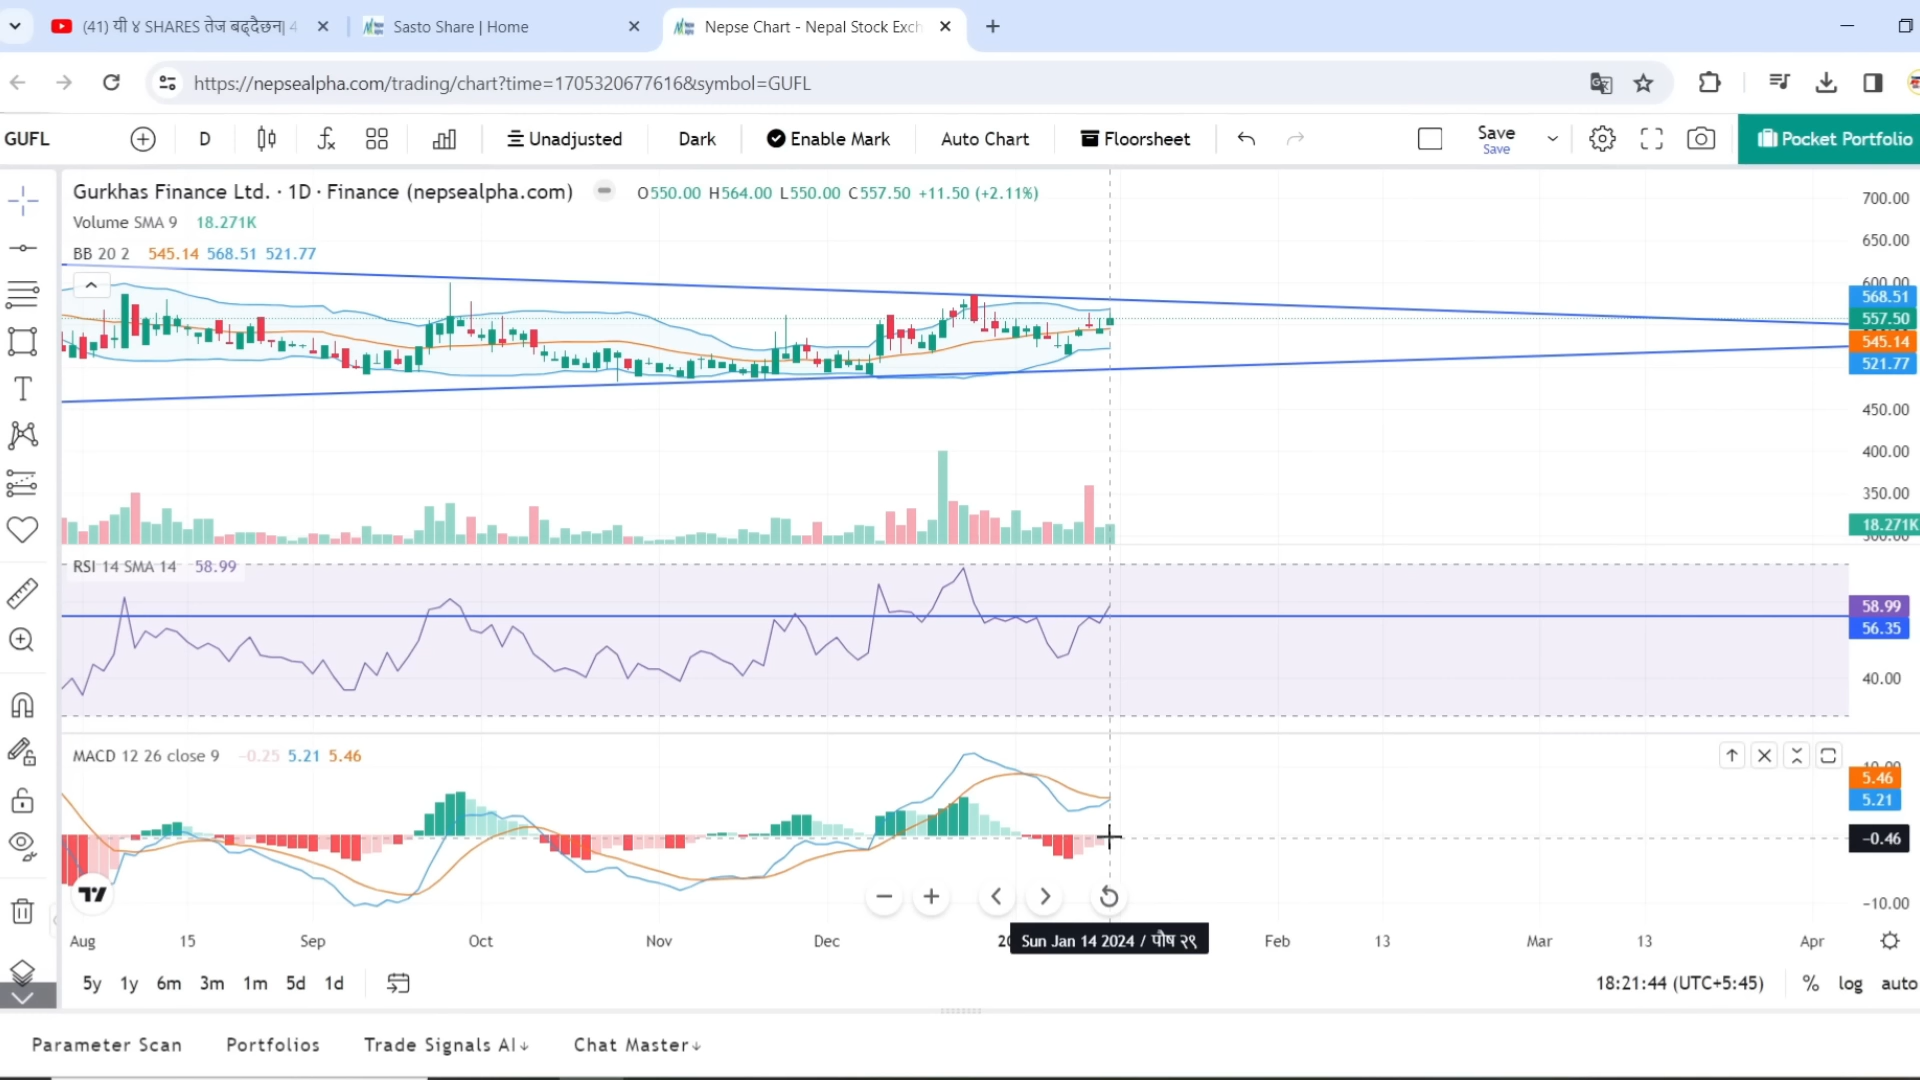 (41) यी ४ SHARES तेज बढ्दैछन्| 4
Sasto Share | Home
Nepse Chart - Nepal Stock Exch
https://nepsealpha.com/trading/chart?time=1705320677616&symbol=GUFL
GUFL
D
Unadjusted
Dark
Enable Mark
Auto Chart
Floorsheet
Save
Save
Pocket Portfolio
Gurkhas Finance Ltd. · 1D · Finance (nepsealpha.com)
O550.00 H564.00 L550.00 C557.50 +11.50 (+2.11%)
Volume SMA 9 18.271K
BB 20 2 545.14 568.51 521.77
700.00
650.00
600.00
568.51
557.50
545.14
521.77
450.00
400.00
350.00
18.271K
300.00
RSI 14 SMA 14 58.99
58.99
56.35
40.00
MACD 12 26 close 9 −0.25 5.21 5.46
10.00
5.46
5.21
−0.46
−10.00
Aug 15 Sep Oct Nov Dec 20 Sun Jan 14 2024 / पौष २९ Feb 13 Mar 13 Apr
5y 1y 6m 3m 1m 5d 1d
18:21:44 (UTC+5:45) % log auto
Parameter Scan Portfolios Trade Signals AI↓ Chat Master↓